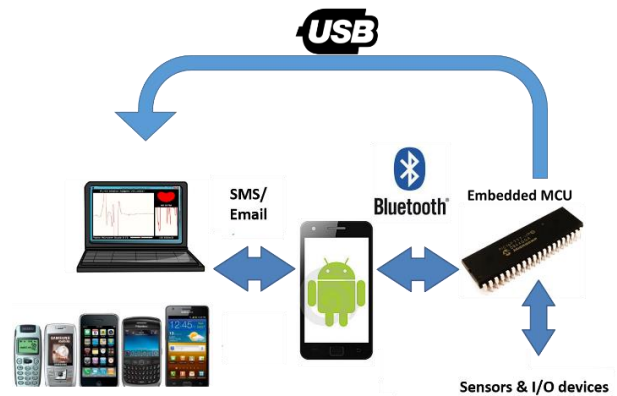 USB
SMS/
Email
Bluetooth®
Embedded MCU
Sensors & I/O devices